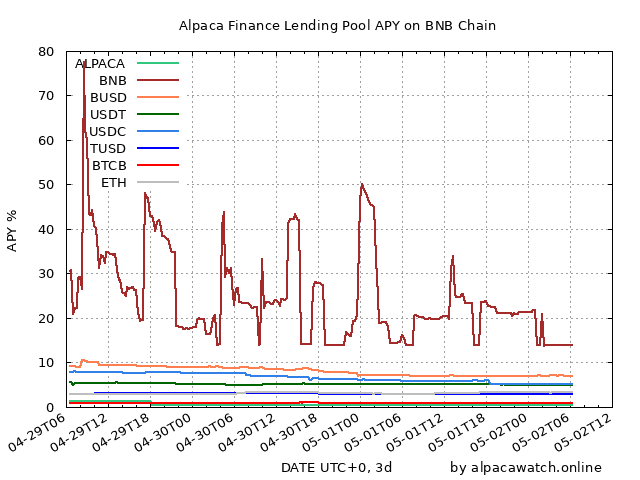 Alpaca Finance Lending Pool APY on BNB Chain
APY %
80
70
60
50
40
30
20
10
0
ALPACA
BNB
BUSD
USDT
USDC
TUSD
BTCB
ETH
04-29T06
04-29T12
04-29T18
04-30T00
04-30T06
04-30T12
04-30T18
05-01T00
05-01T06
05-01T12
05-01T18
05-02T00
05-02T06
05-02T12
DATE UTC+0, 3d
by alpacawatch.online